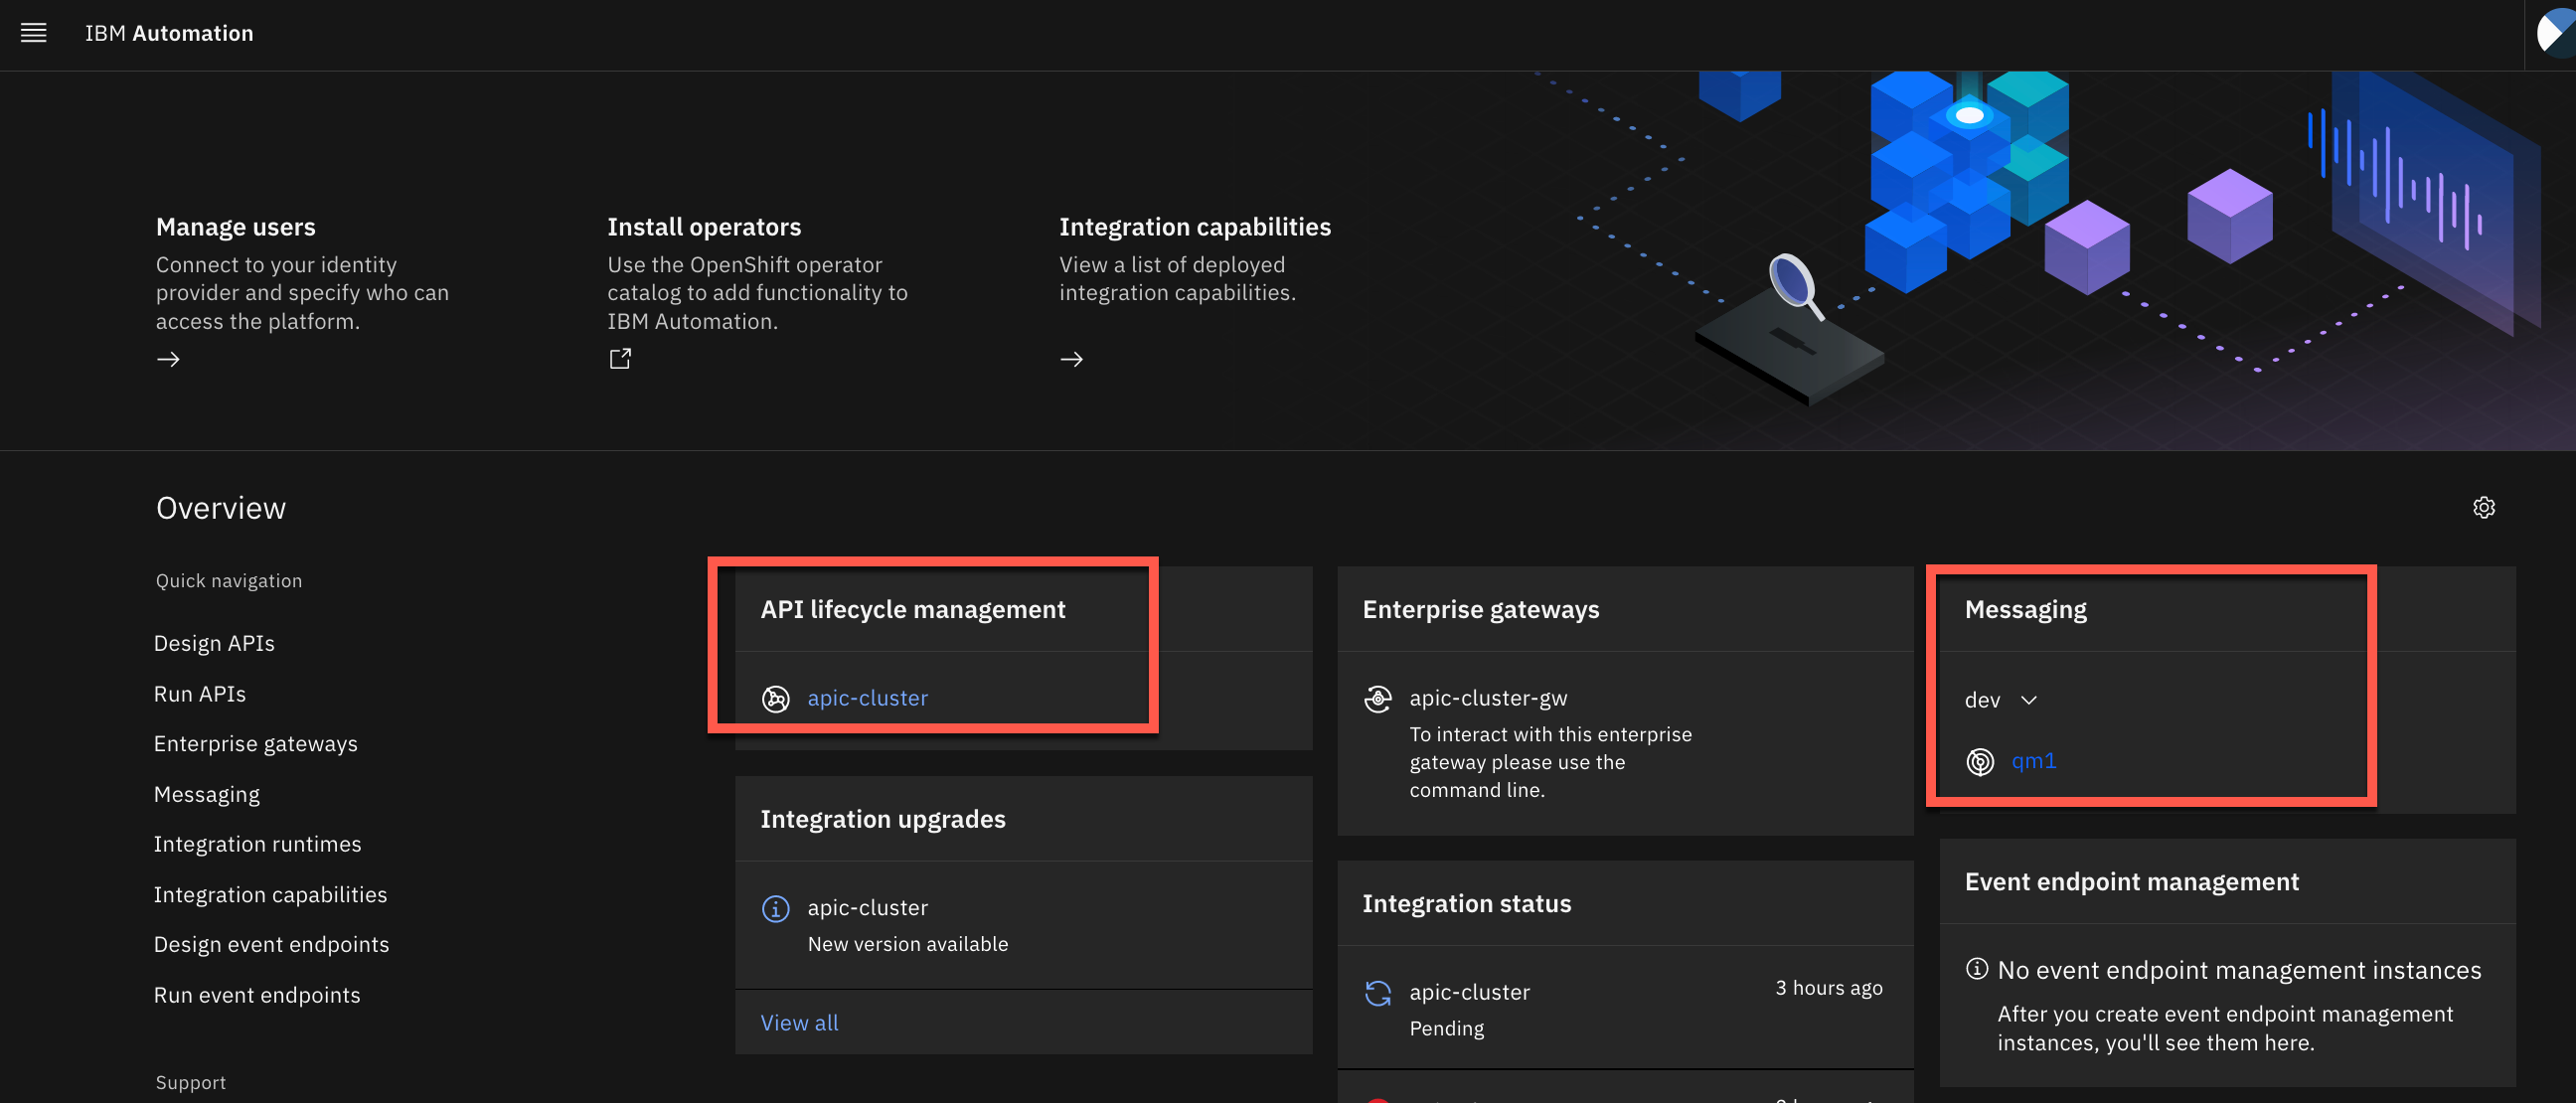 IBM Automation
Manage users
Connect to your identity
provider and specify who can
access the platform.
Install operators
Use the OpenShift operator
catalog to add functionality to
IBM Automation.
Integration capabilities
View a list of deployed
integration capabilities.
Overview
Quick navigation
Design APIs
Run APIs
Enterprise gateways
Messaging
Integration runtimes
Integration capabilities
Design event endpoints
Run event endpoints
Support
API lifecycle management
apic-cluster
Integration upgrades
apic-cluster
New version available
View all
Enterprise gateways
apic-cluster-gw
To interact with this enterprise
gateway please use the
command line.
Integration status
apic-cluster
3 hours ago
Pending
Messaging
dev
qm1
Event endpoint management
No event endpoint management instances
After you create event endpoint management
instances, you'll see them here.